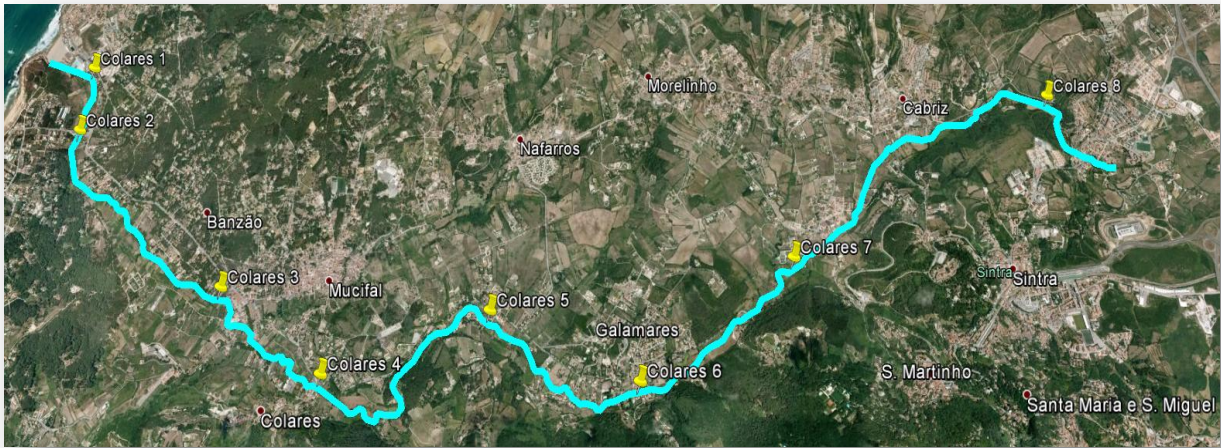 Colares 1
Morelinho
Colares 8
Cabriz
Colares 2
Nafarros
Banzão
Colares 7
Colares 3
Sintra
Sintra
Mucifal
Colares 5
Galamares
Colares 4
Colares 6
S. Martinho
Santa Maria e S. Miguel
Colares